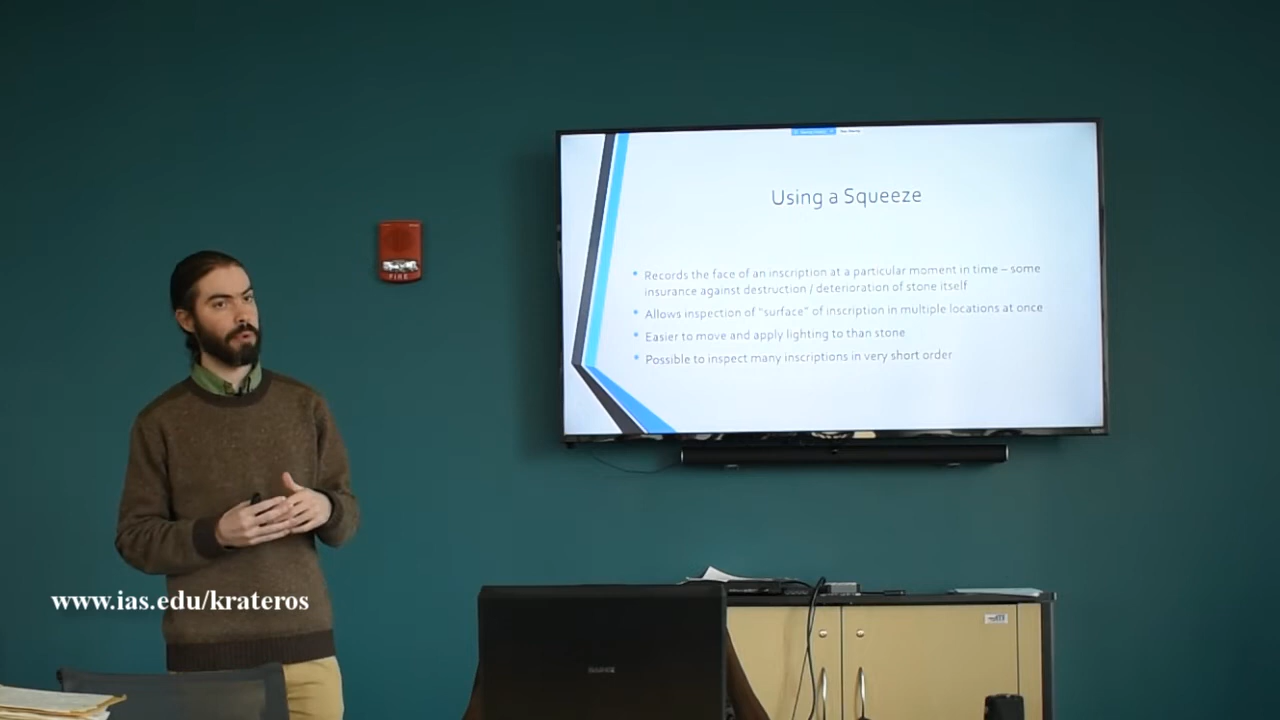 Using a Squeeze
• Records the face of an inscription at a particular moment in time – some
insurance against destruction / deterioration of stone itself
• Allows inspection of "surface" of inscription in multiple locations at once
• Easier to move and apply lighting to than stone
• Possible to inspect many inscriptions in very short order
FIRE
www.ias.edu/krateros